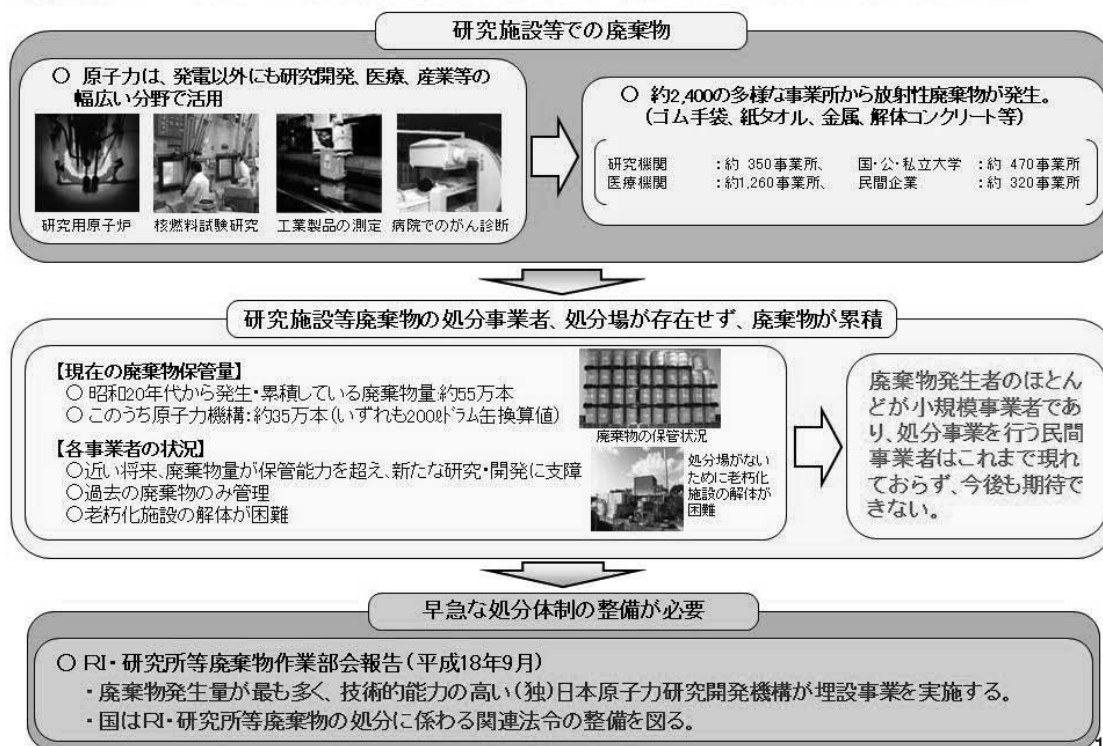 研究施設等での廃棄物
○ 原子力は、発電以外にも研究開発、医療、産業等の
幅広い分野で活用
研究用原子炉 核燃料試験研究 工業製品の測定 病院でのがん診断
○ 約2,400の多様な事業所から放射性廃棄物が発生。
(ゴム手袋、紙タオル、金属、解体コンクリート等)
研究機関 :約 350事業所、 国・公・私立大学 :約 470事業所
医療機関 :約1,260事業所、 民間企業 :約 320事業所
研究施設等廃棄物の処分事業者、処分場が存在せず、廃棄物が累積
【現在の廃棄物保管量】
○ 昭和20年代から発生・累積している廃棄物量:約55万本
○ このうち原子力機構:約35万本(いずれも200ℓドラム缶換算値)
【各事業者の状況】
○近い将来、廃棄物量が保管能力を超え、新たな研究・開発に支障
○過去の廃棄物のみ管理
○老朽化施設の解体が困難
廃棄物の保管状況
処分場がない
ために老朽化
施設の解体が
困難
廃棄物発生者のほとん
どが小規模事業者であ
り、処分事業を行う民間
事業者はこれまで現れ
ておらず、今後も期待で
きない。
早急な処分体制の整備が必要
○ RI・研究所等廃棄物作業部会報告(平成18年9月)
・廃棄物発生量が最も多く、技術的能力の高い(独)日本原子力研究開発機構が埋設事業を実施する。
・国はRI・研究所等廃棄物の処分に係わる関連法令の整備を図る。
1